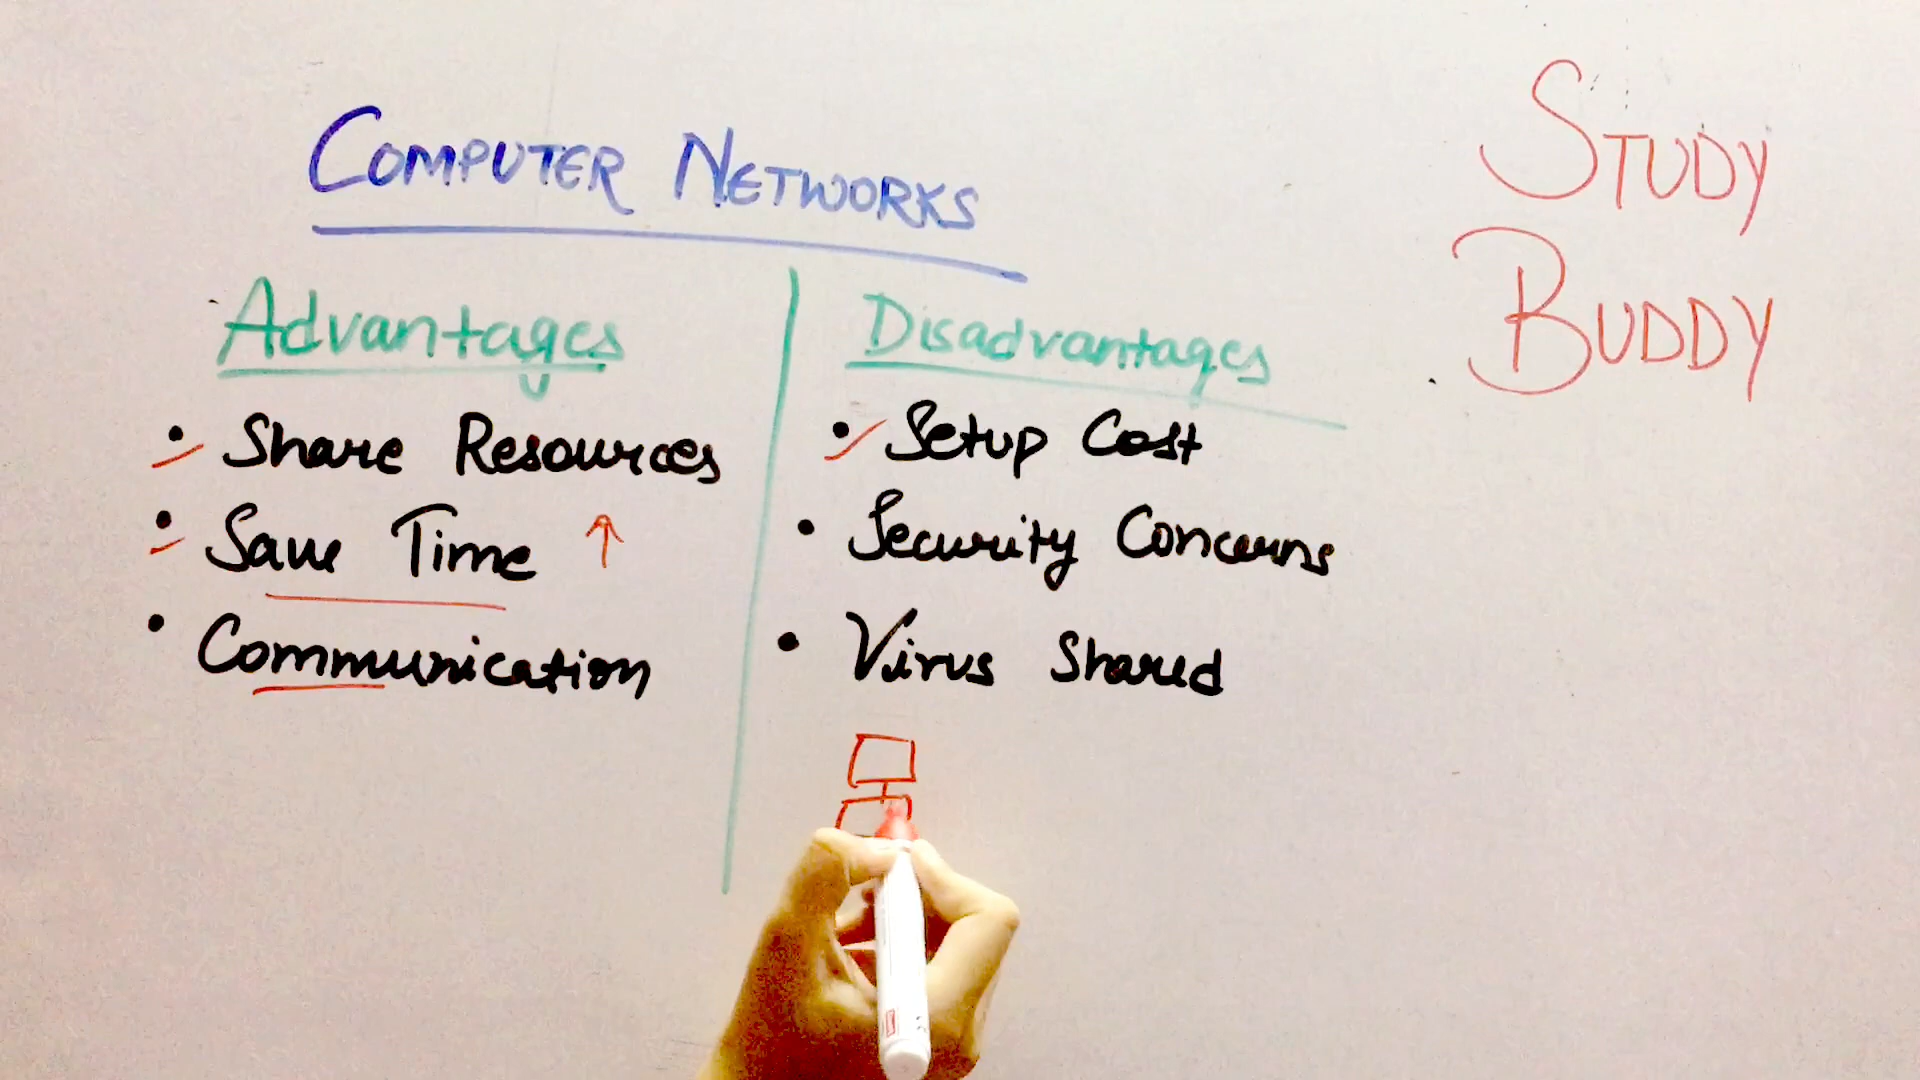 COMPUTER NETWORKS
STUDY
BUDDY
Advantages
• Share Resources
• Save Time ↑
• Communication
Disadvantages
• Setup Cost
• Security Concerns
• Virus Shared